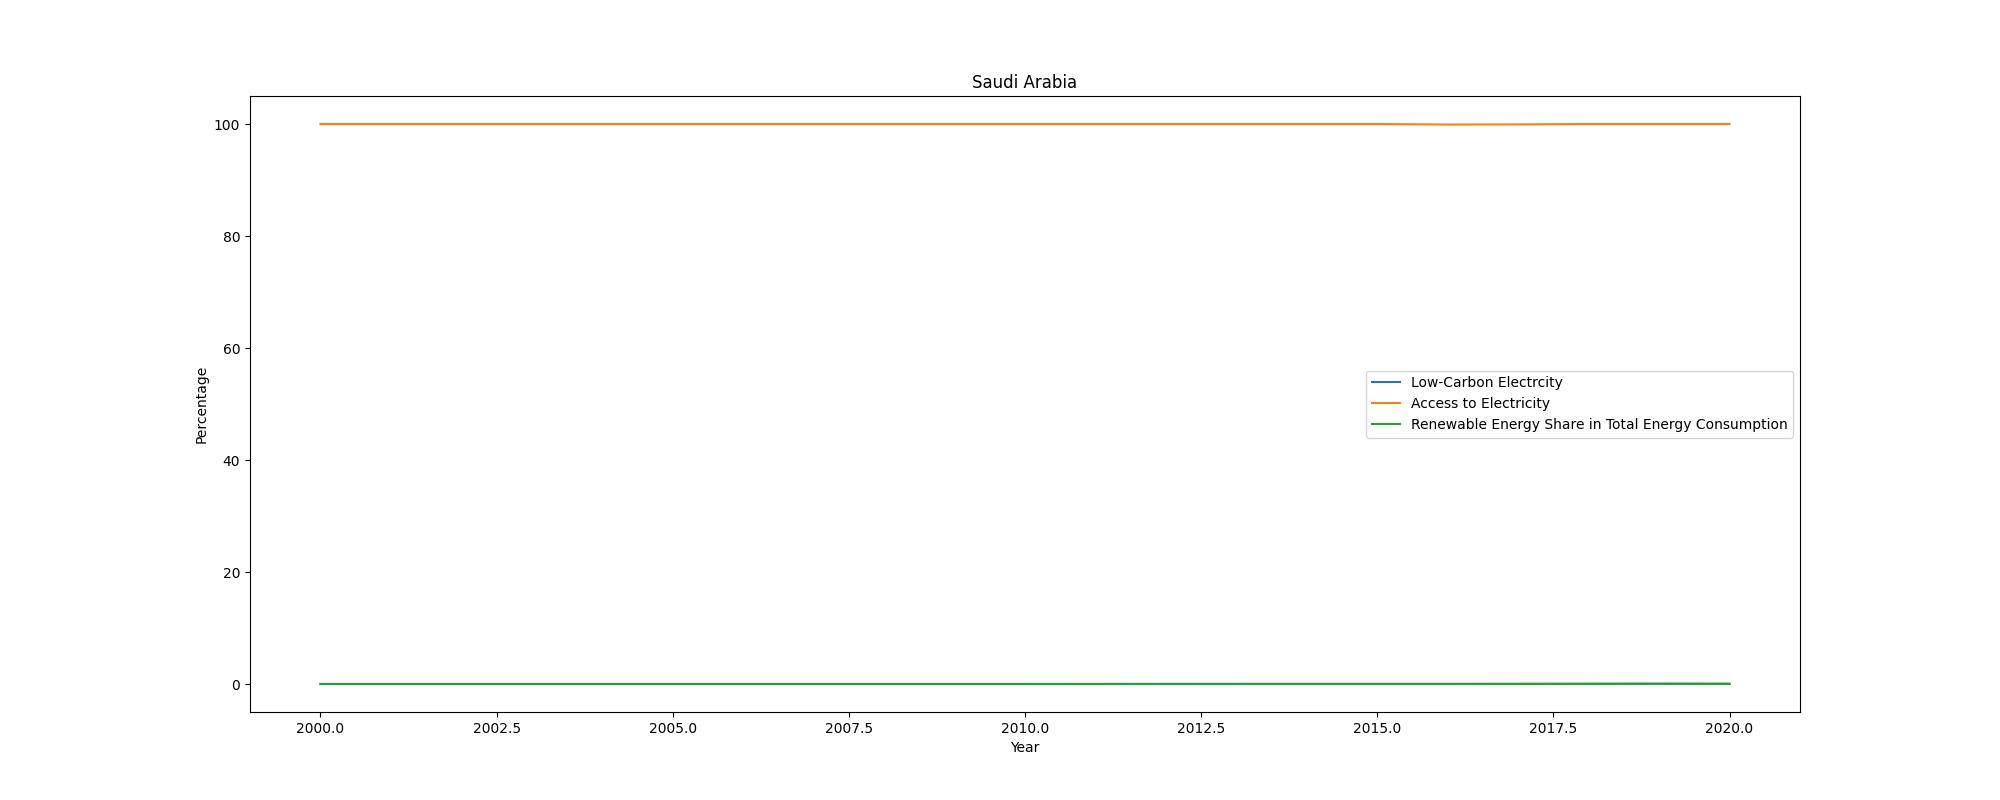 Saudi Arabia
100
80
60
40
20
0
Percentage
Low-Carbon Electrcity
Access to Electricity
Renewable Energy Share in Total Energy Consumption
2000.0 2002.5 2005.0 2007.5 2010.0 2012.5 2015.0 2017.5 2020.0
Year